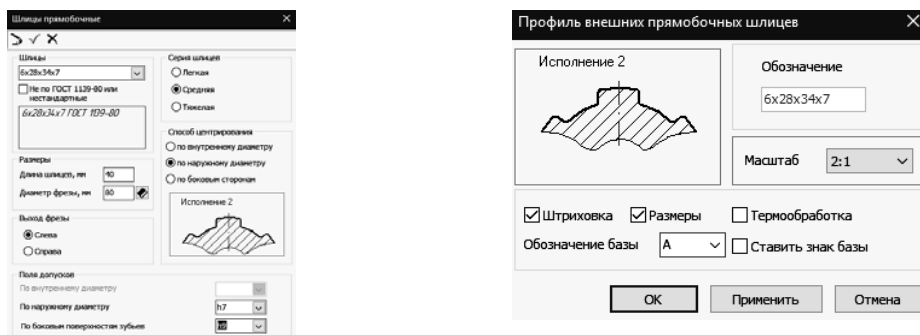 Шлицы прямобочные
Шлицы
6x28x34x7
Не по ГОСТ 1139-80 или
нестандартные
6x28x34x7 ГОСТ 1139-80
Размеры
Длина шлицев, мм 40
Диаметр фрезы, мм 80
Выход фрезы
Слева
Справа
Серия шлицев
Легкая
Средняя
Тяжелая
Способ центрирования
по внутреннему диаметру
по наружному диаметру
по боковым сторонам
Исполнение 2
Поле допусков
По внутреннему диаметру
По наружному диаметру h7
По боковым поверхностям зубьев
Профиль внешних прямобочных шлицев
Исполнение 2
Обозначение
6x28x34x7
Масштаб 2:1
Штриховка Размеры Термообработка
Обозначение базы А Ставить знак базы
ОК Применить Отмена